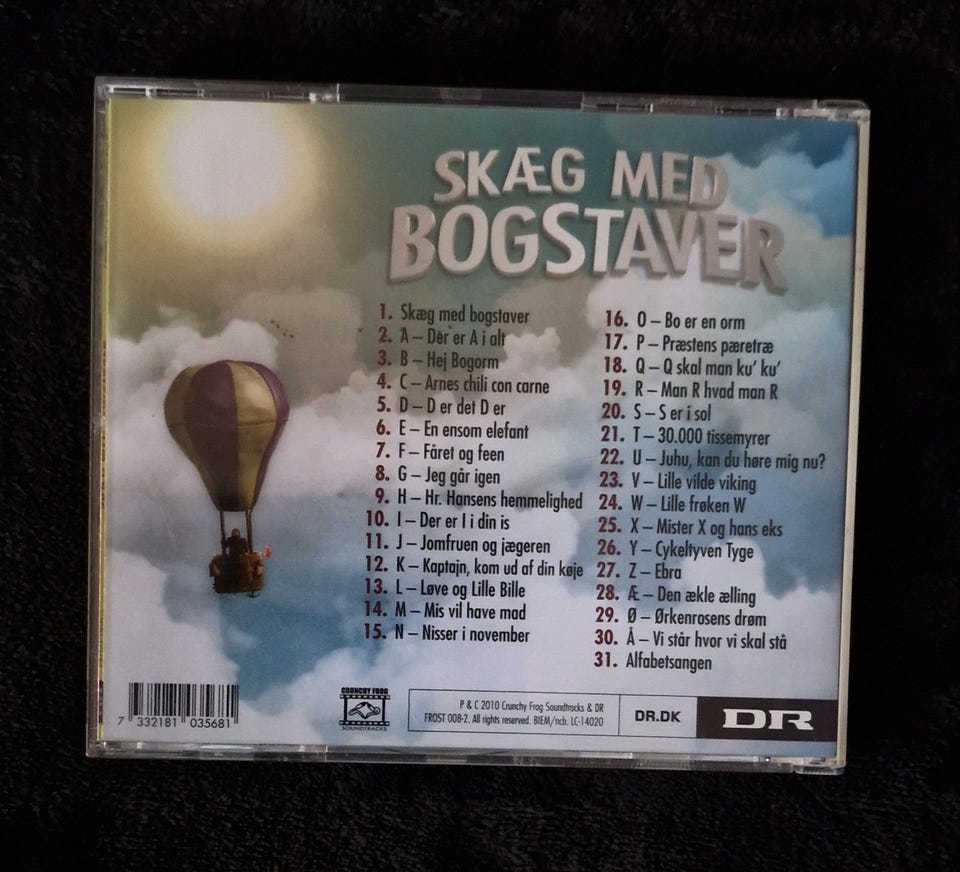 SKÆG MED
BOGSTAVER
1. Skæg med bogstaver
2. A – Der er A i alt
3. B – Hej Bogorm
4. C – Arnes chili con carne
5. D – D er det D er
6. E – En ensom elefant
7. F – Fåret og feen
8. G – Jeg går igen
9. H – Hr. Hansens hemmelighed
10. I – Der er I i din is
11. J – Jomfruen og jægeren
12. K – Kaptajn, kom ud af din køje
13. L – Løve og Lille Bille
14. M – Mis vil have mad
15. N – Nisser i november
16. O – Bo er en orm
17. P – Præstens pæretræ
18. Q – Q skal man ku' ku'
19. R – Man R hvad man R
20. S – S er i sol
21. T – 30.000 tissemyrer
22. U – Juhu, kan du høre mig nu?
23. V – Lille vilde viking
24. W – Lille frøken W
25. X – Mister X og hans eks
26. Y – Cykeltyven Tyge
27. Z – Ebra
28. Æ – Den ækle ælling
29. Ø – Ørkenrosens drøm
30. Å – Vi står hvor vi skal stå
31. Alfabetsangen
7 332181 035681
CRUNCHY FROG
SOUNDTRACKS
P & C 2010 Crunchy Frog Soundtrocks & DR
FROST 008-2. All rights reserved. BIEM/ncb. LC-14020
DR.DK
DR